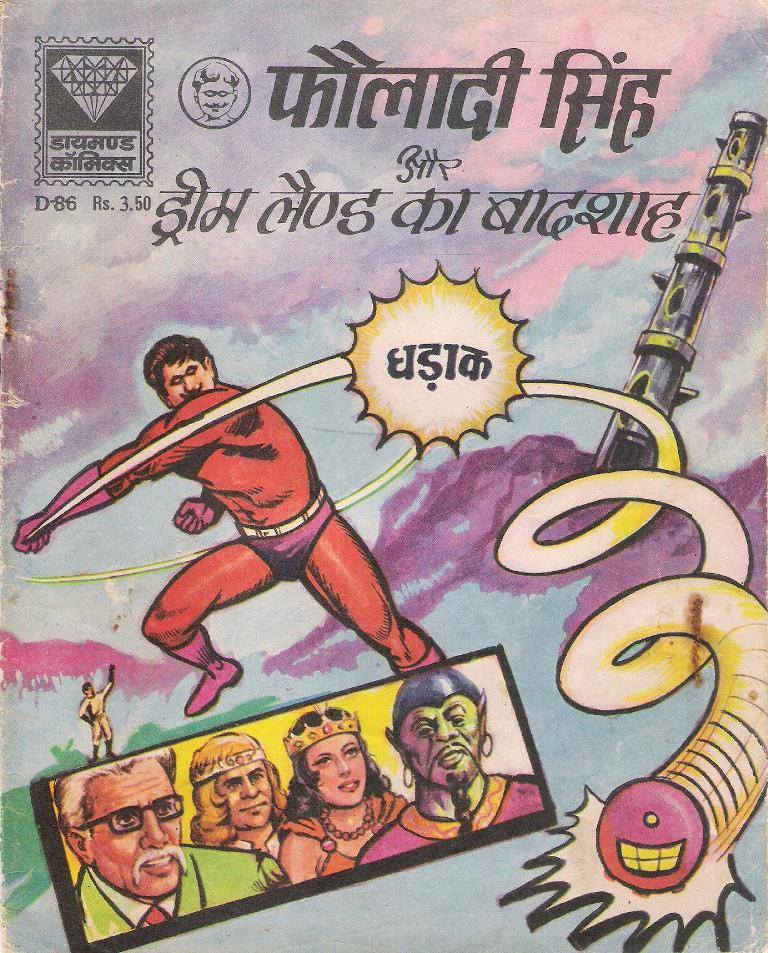 डायमण्ड
कॉमिक्स
D-86 Rs. 3.50
फौलादी सिंह
और
ड्रीम लैण्ड का बादशाह
धड़ाक